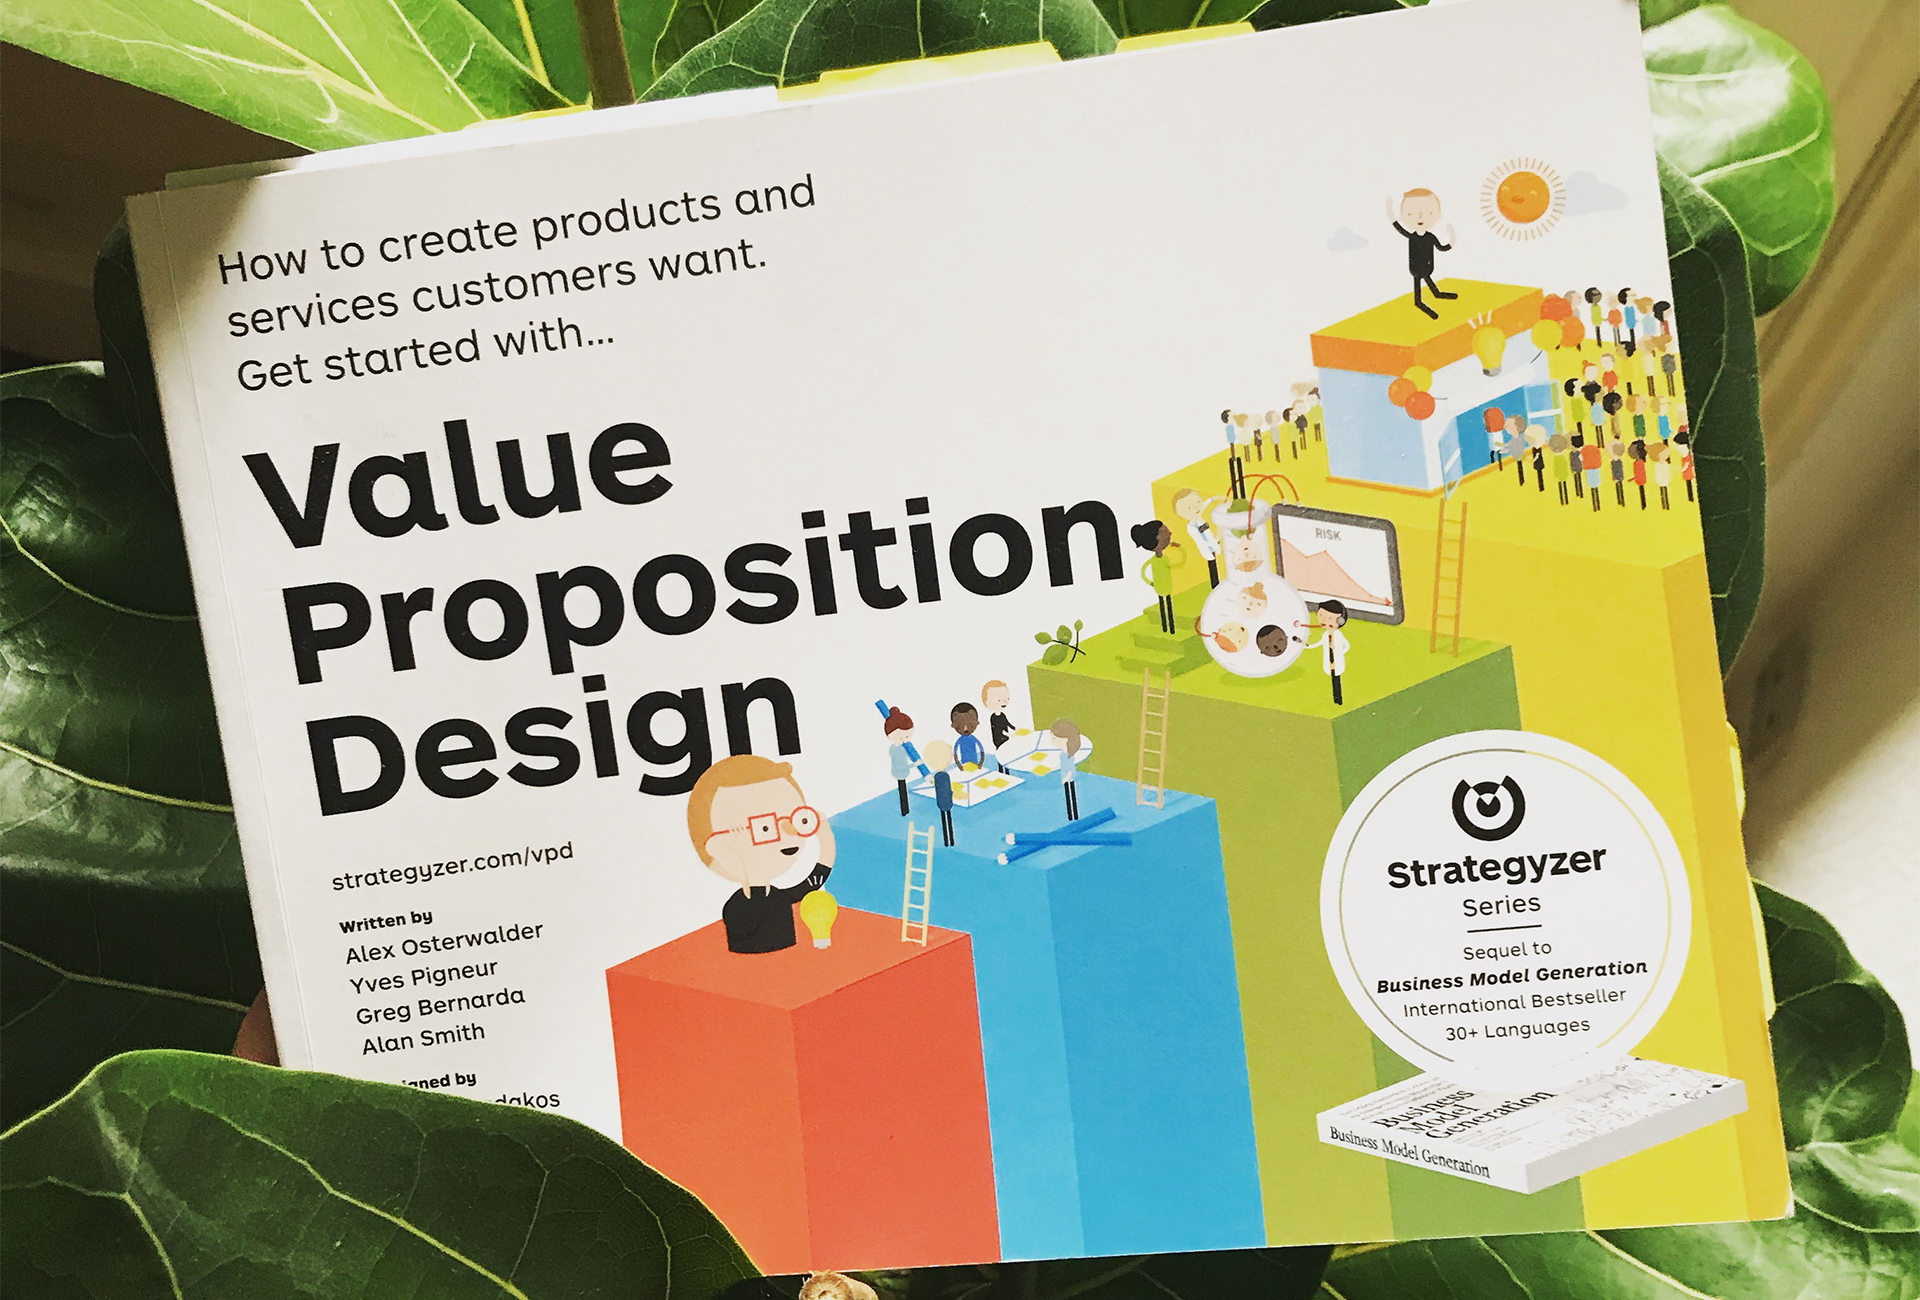 How to create products and
services customers want.
Get started with...
Value
Proposition
Design
strategyzer.com/vpd
Written by
Alex Osterwalder
Yves Pigneur
Greg Bernarda
Alan Smith
RISK
Strategyzer
Series
Sequel to
Business Model Generation
International Bestseller
30+ Languages
Business
Model
Generation
Business Model Generation